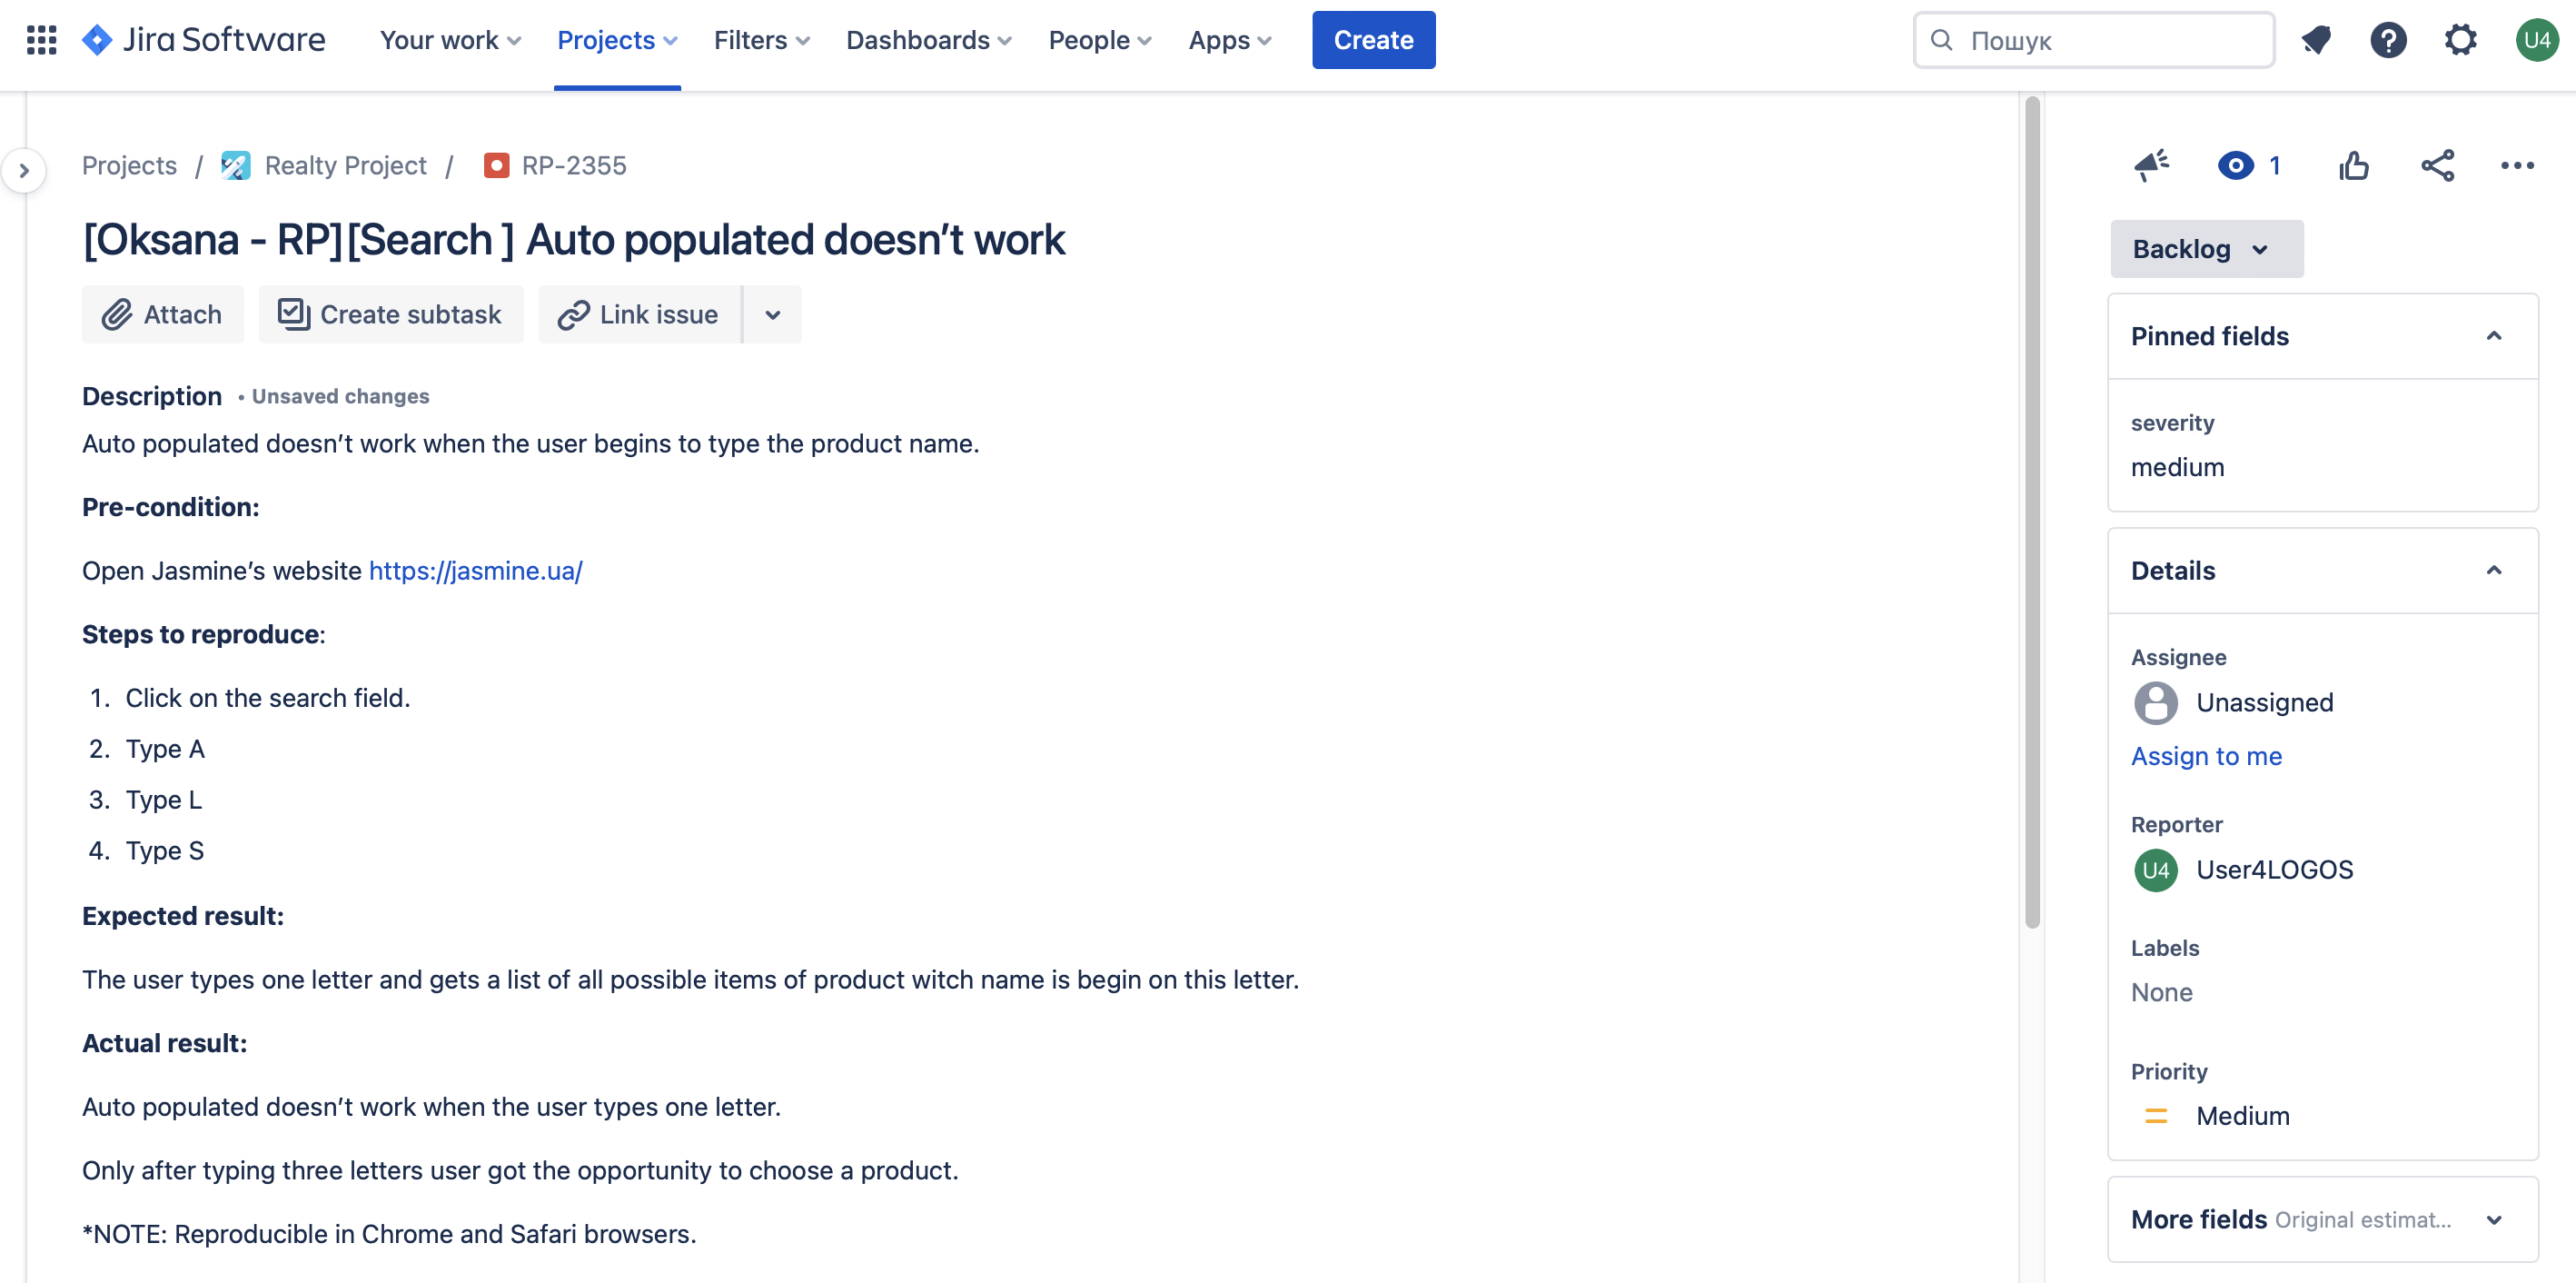 Jira Software Your work Projects Filters Dashboards People Apps Create Пошук U4
Projects / Realty Project / RP-2355
1
[Oksana - RP][Search ] Auto populated doesn’t work
Backlog
Attach Create subtask Link issue
Pinned fields
Description • Unsaved changes
Auto populated doesn’t work when the user begins to type the product name.
severity
medium
Pre-condition:
Open Jasmine’s website https://jasmine.ua/
Details
Steps to reproduce:
1. Click on the search field.
2. Type A
3. Type L
4. Type S
Assignee
Unassigned
Assign to me
Reporter
U4 User4LOGOS
Expected result:
The user types one letter and gets a list of all possible items of product witch name is begin on this letter.
Labels
None
Actual result:
Auto populated doesn’t work when the user types one letter.
Only after typing three letters user got the opportunity to choose a product.
*NOTE: Reproducible in Chrome and Safari browsers.
Priority
Medium
More fields Original estimat...